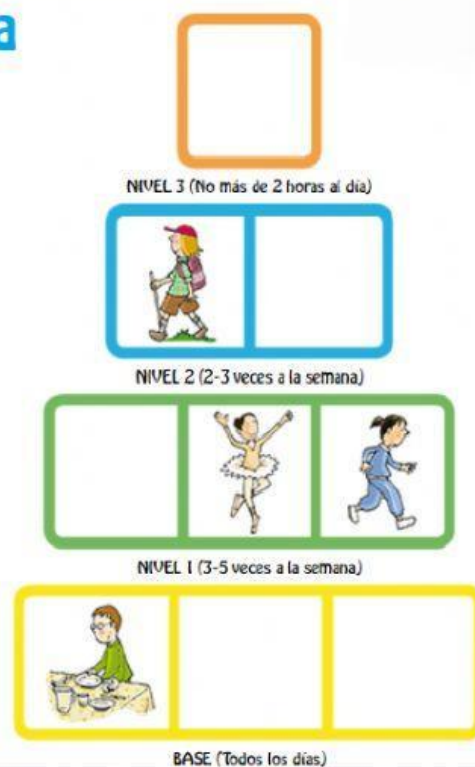 a
NIVEL 3 (No más de 2 horas al día)
NIVEL 2 (2-3 veces a la semana)
NIVEL 1 (3-5 veces a la semana)
BASE (Todos los días)